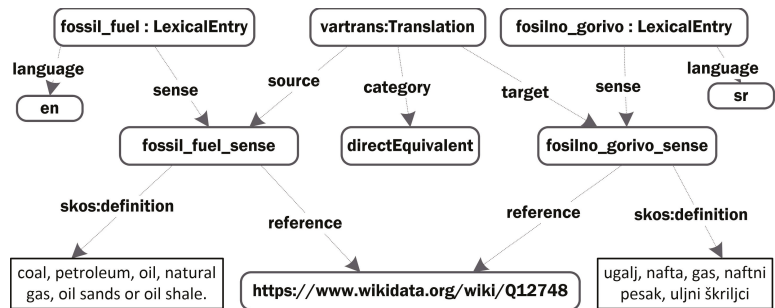 fossil_fuel : LexicalEntry
vartrans:Translation
fosilno_gorivo : LexicalEntry
language
sense
source
category
target
sense
language
en
sr
fossil_fuel_sense
directEquivalent
fosilno_gorivo_sense
skos:definition
reference
reference
skos:definition
coal, petroleum, oil, natural
gas, oil sands or oil shale.
https://www.wikidata.org/wiki/Q12748
ugalj, nafta, gas, naftni
pesak, uljni škriljci